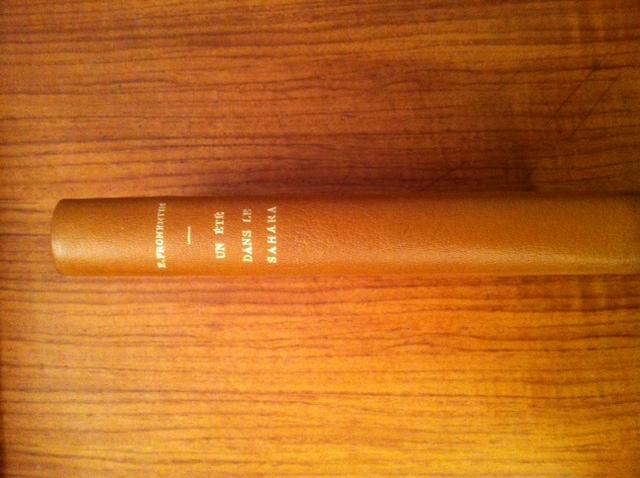 E. FROMENTIN
UN ÉTÉ
DANS LE
SAHARA